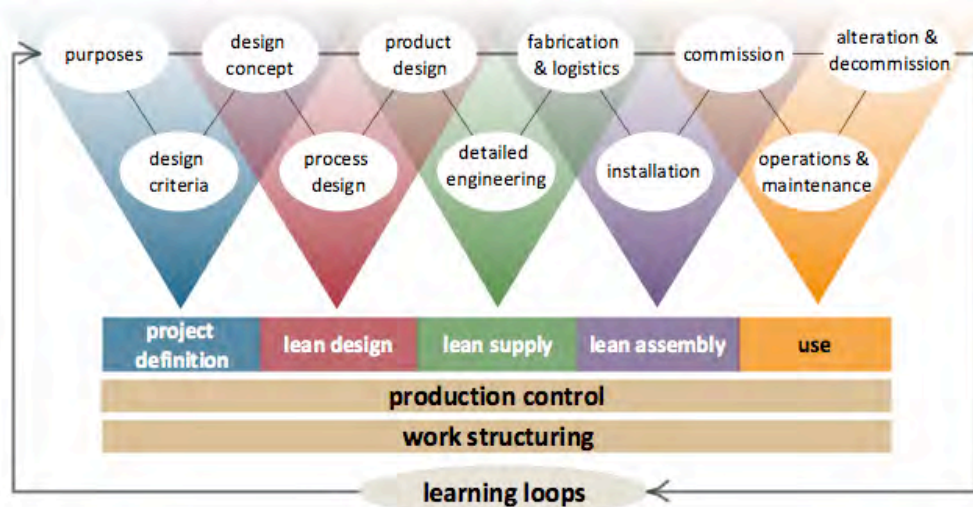 purposes
design
concept
product
design
fabrication
& logistics
commission
alteration &
decommission
design
criteria
process
design
detailed
engineering
installation
operations &
maintenance
project
definition
lean design
lean supply
lean assembly
use
production control
work structuring
learning loops